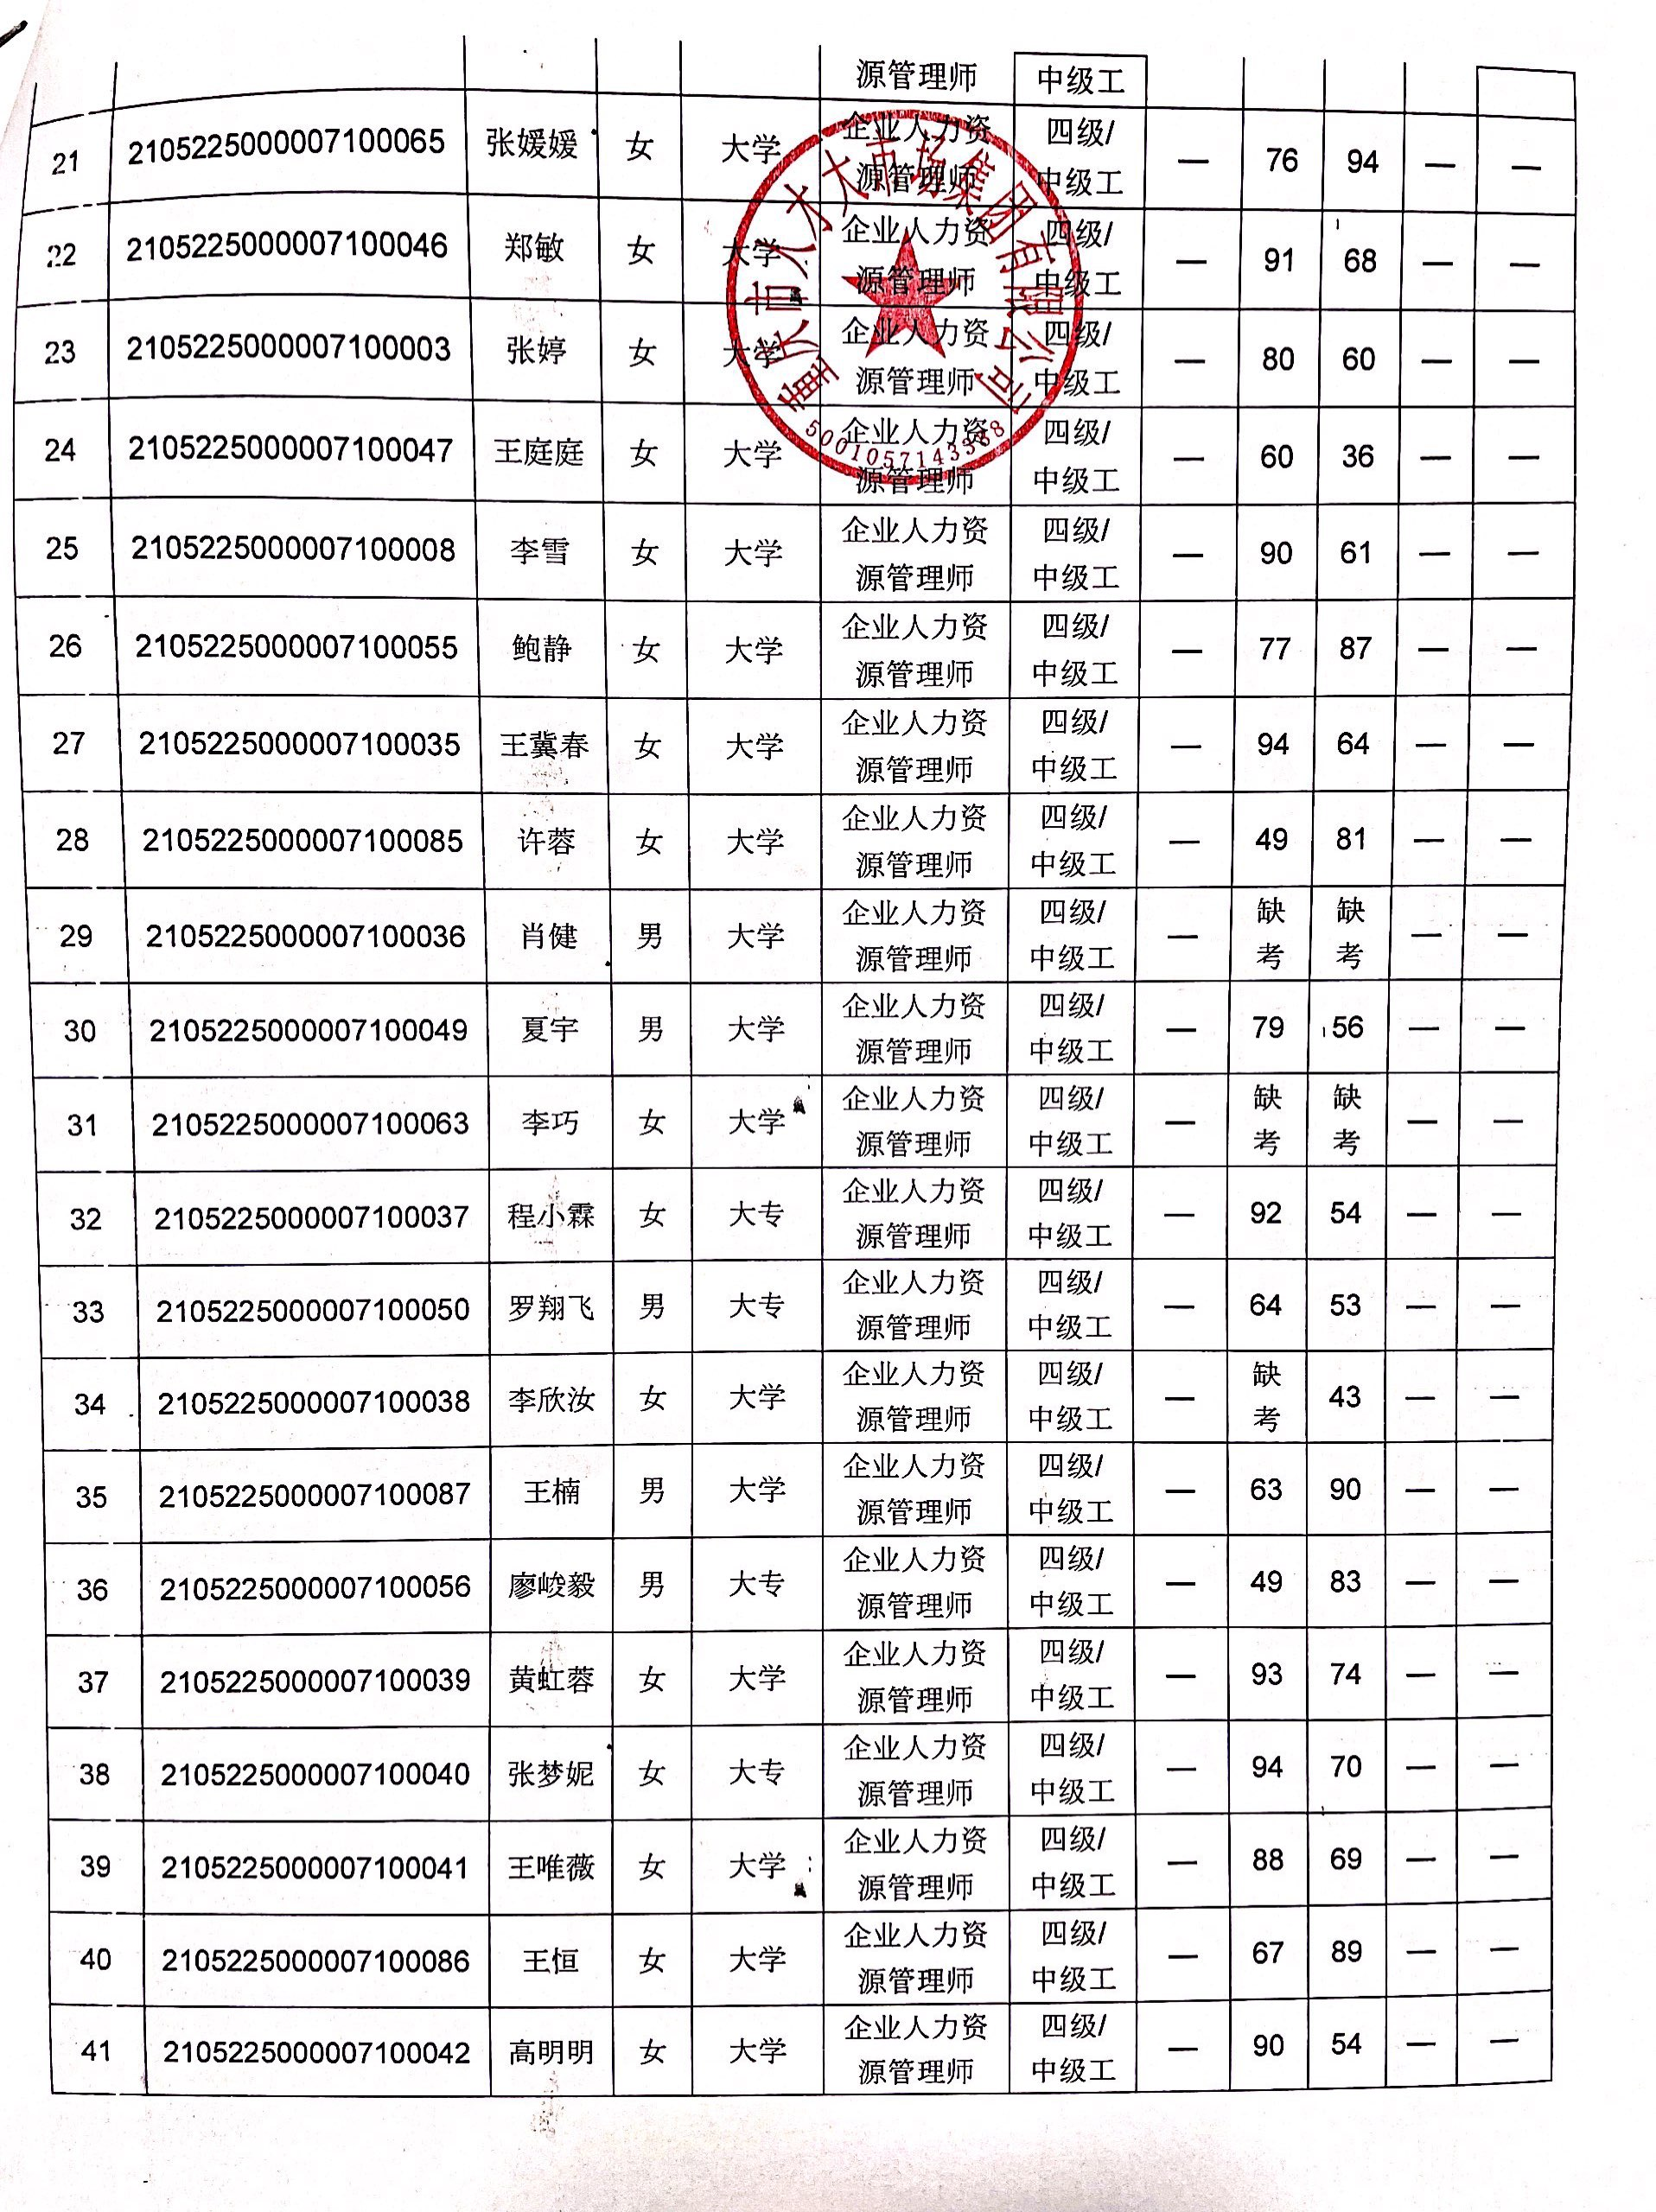 源管理师 中级工
21 2105225000007100065 张媛媛 女 大学 企业人力资源管理师 四级/中级工 — 76 94 — —
22 2105225000007100046 郑敏 女 大学 企业人力资源管理师 四级/中级工 — 91 68 — —
23 2105225000007100003 张婷 女 大学 企业人力资源管理师 四级/中级工 — 80 60 — —
24 2105225000007100047 王庭庭 女 大学 企业人力资源管理师 四级/中级工 — 60 36 — —
25 2105225000007100008 李雪 女 大学 企业人力资源管理师 四级/中级工 — 90 61 — —
26 2105225000007100055 鲍静 女 大学 企业人力资源管理师 四级/中级工 — 77 87 — —
27 2105225000007100035 王冀春 女 大学 企业人力资源管理师 四级/中级工 — 94 64 — —
28 2105225000007100085 许蓉 女 大学 企业人力资源管理师 四级/中级工 — 49 81 — —
29 2105225000007100036 肖健 男 大学 企业人力资源管理师 四级/中级工 — 缺考 缺考 — —
30 2105225000007100049 夏宇 男 大学 企业人力资源管理师 四级/中级工 — 79 56 — —
31 2105225000007100063 李巧 女 大学 企业人力资源管理师 四级/中级工 — 缺考 缺考 — —
32 2105225000007100037 程小霖 女 大专 企业人力资源管理师 四级/中级工 — 92 54 — —
33 2105225000007100050 罗翔飞 男 大专 企业人力资源管理师 四级/中级工 — 64 53 — —
34 2105225000007100038 李欣汝 女 大学 企业人力资源管理师 四级/中级工 — 缺考 43 — —
35 2105225000007100087 王楠 男 大学 企业人力资源管理师 四级/中级工 — 63 90 — —
36 2105225000007100056 廖峻毅 男 大专 企业人力资源管理师 四级/中级工 — 49 83 — —
37 2105225000007100039 黄虹蓉 女 大学 企业人力资源管理师 四级/中级工 — 93 74 — —
38 2105225000007100040 张梦妮 女 大专 企业人力资源管理师 四级/中级工 — 94 70 — —
39 2105225000007100041 王唯薇 女 大学 企业人力资源管理师 四级/中级工 — 88 69 — —
40 2105225000007100086 王恒 女 大学 企业人力资源管理师 四级/中级工 — 67 89 — —
41 2105225000007100042 高明明 女 大学 企业人力资源管理师 四级/中级工 — 90 54 — —
重庆市人才大市场集团有限公司
5001057143388